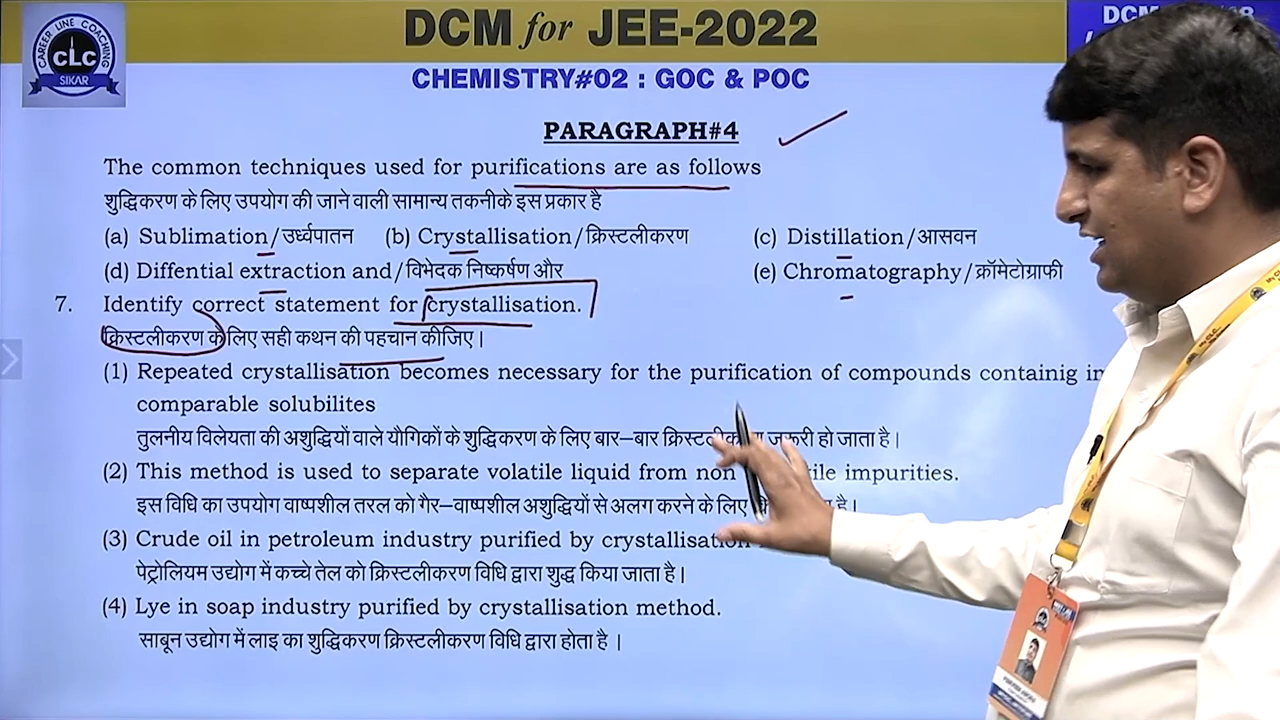 DCM for JEE-2022
CAREER LINE COACHING
CLC
SIKAR
CHEMISTRY#02 : GOC & POC
PARAGRAPH#4
The common techniques used for purifications are as follows
शुद्धिकरण के लिए उपयोग की जाने वाली सामान्य तकनीके इस प्रकार है
(a) Sublimation/उर्ध्वपातन (b) Crystallisation/क्रिस्टलीकरण (c) Distillation/आसवन
(d) Diffential extraction and/विभेदक निष्कर्षण और (e) Chromatography/क्रॉमेटोग्राफी
7. Identify correct statement for crystallisation.
क्रिस्टलीकरण के लिए सही कथन की पहचान कीजिए।
(1) Repeated crystallisation becomes necessary for the purification of compounds containig
comparable solubilites
तुलनीय विलेयता की अशुद्धियों वाले यौगिकों के शुद्धिकरण के लिए बार–बार जरूरी हो जाता है।
(2) This method is used to separate volatile liquid from non impurities.
इस विधि का उपयोग वाष्पशील तरल को गैर–वाष्पशील अशुद्धियों से अलग करने के लिए है।
(3) Crude oil in petroleum industry purified by
पेट्रोलियम उद्योग में कच्चे तेल को क्रिस्टलीकरण विधि द्वारा शुद्ध किया जाता है।
(4) Lye in soap industry purified by crystallisation method.
साबून उद्योग में लाइ का शुद्धिकरण क्रिस्टलीकरण विधि द्वारा होता है ।